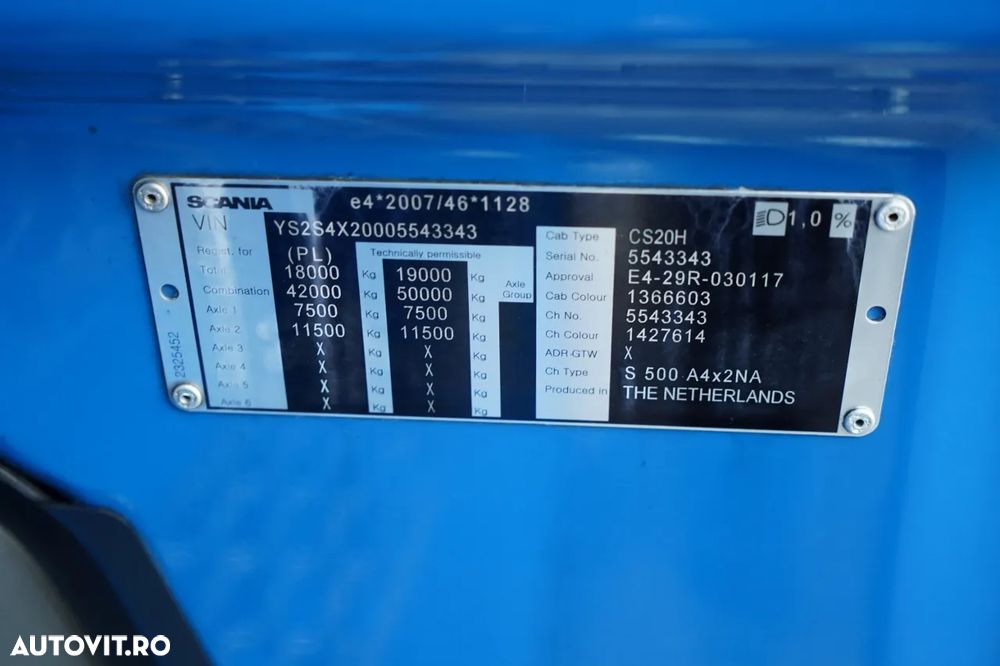 SCANIA e4*2007/46*1128 1,0 %
VIN YS2S4X20005543343
Regist. for (PL) Technically permissible
Total 18000 Kg 19000 Kg Axle Group
Combination 42000 Kg 50000 Kg
Axle 1 7500 Kg 7500 Kg
Axle 2 11500 Kg 11500 Kg
Axle 3 X Kg X Kg
Axle 4 X Kg X Kg
Axle 5 X Kg X Kg
Axle 6 X Kg X Kg
Cab Type CS20H
Serial No. 5543343
Approval E4-29R-030117
Cab Colour 1366603
Ch No. 5543343
Ch Colour 1427614
ADR-GTW X
Ch Type S 500 A4x2NA
Produced in THE NETHERLANDS
2325452
AUTOVIT.RO